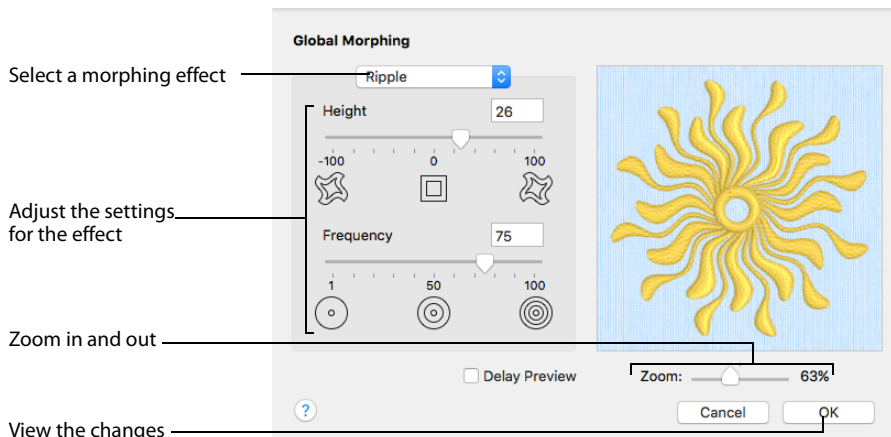 Global Morphing
Select a morphing effect
Ripple
Height
26
-100 0 100
Adjust the settings
for the effect
Frequency
75
1 50 100
Zoom in and out
Delay Preview
Zoom:
63%
?
Cancel
OK
View the changes